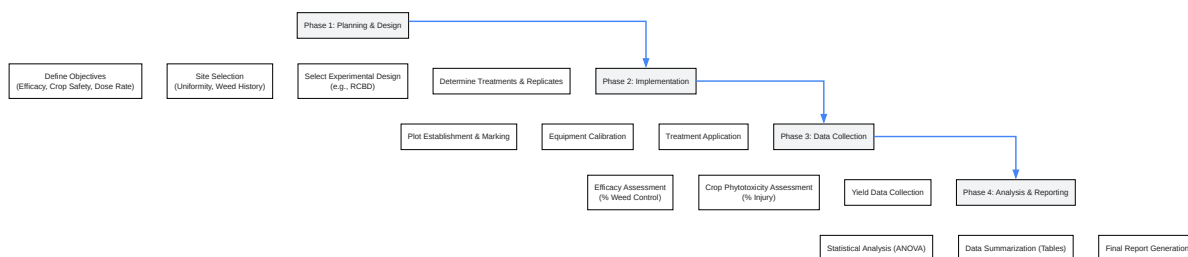 Phase 1: Planning & Design
Define Objectives
(Efficacy, Crop Safety, Dose Rate)
Site Selection
(Uniformity, Weed History)
Select Experimental Design
(e.g., RCBD)
Determine Treatments & Replicates
Phase 2: Implementation
Plot Establishment & Marking
Equipment Calibration
Treatment Application
Phase 3: Data Collection
Efficacy Assessment
(% Weed Control)
Crop Phytotoxicity Assessment
(% Injury)
Yield Data Collection
Phase 4: Analysis & Reporting
Statistical Analysis (ANOVA)
Data Summarization (Tables)
Final Report Generation